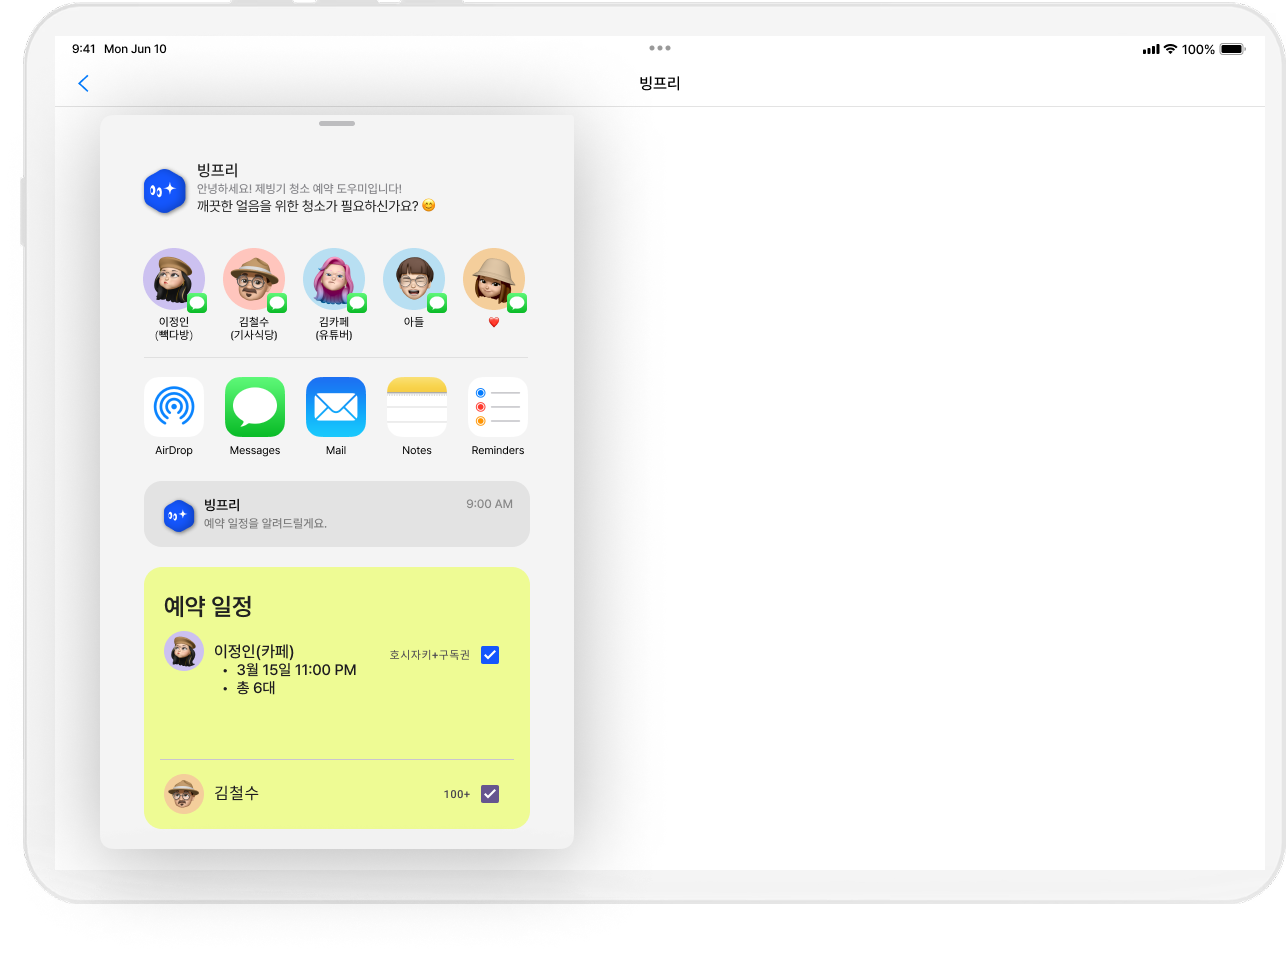 9:41 Mon Jun 10
100%
빙프리
빙프리
안녕하세요! 제빙기 청소 예약 도우미입니다!
깨끗한 얼음을 위한 청소가 필요하신가요? 😊
이정인
(빽다방)
김철수
(기사식당)
김카페
(유튜버)
아들
❤️
AirDrop
Messages
Mail
Notes
Reminders
빙프리
9:00 AM
예약 일정을 알려드릴게요.
예약 일정
이정인(카페)
호시자키+구독권
• 3월 15일 11:00 PM
• 총 6대
김철수
100+